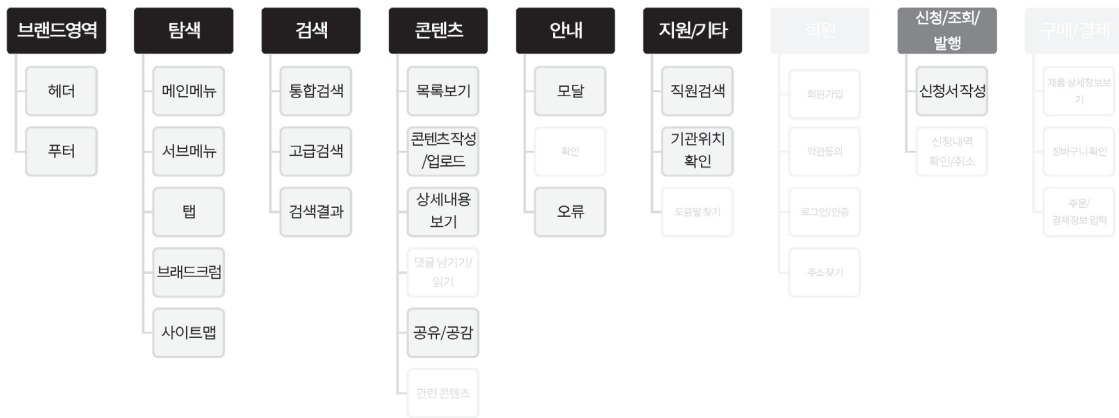 브랜드영역
헤더
푸터
탐색
메인메뉴
서브메뉴
탭
브래드크럼
사이트맵
검색
통합검색
고급검색
검색결과
콘텐츠
목록보기
콘텐츠작성
/업로드
상세내용
보기
댓글 남기기/
읽기
공유/공감
관련 콘텐츠
안내
모달
확인
오류
지원/기타
직원검색
기관위치
확인
도움말 찾기
회원
회원가입
약관동의
로그인/인증
주소찾기
신청/조회/
발행
신청서작성
신청내역
확인/취소
구매/결제
제품 상세정보보
기
장바구니 확인
주문/
결제정보 입력